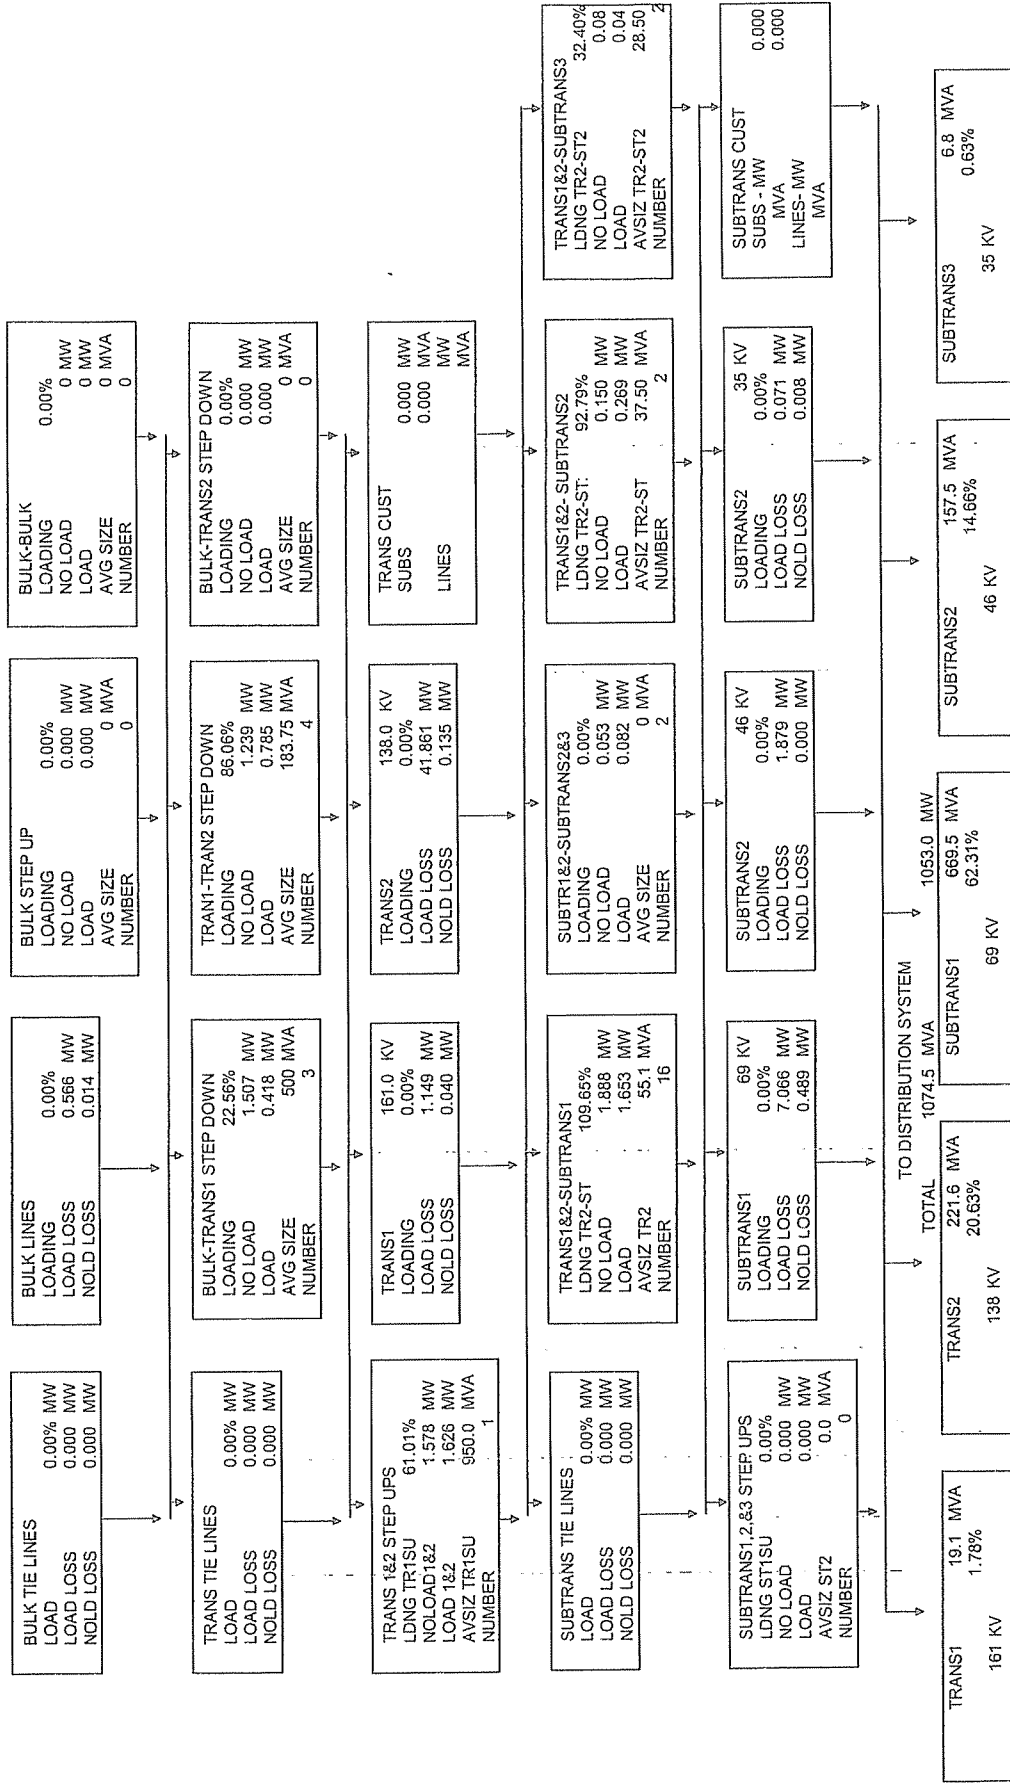 BULK TIE LINES
LOAD 0.00% MW
LOAD LOSS 0.000 MW
NOLD LOSS 0.000 MW
BULK LINES
LOADING 0.00%
LOAD LOSS 0.566 MW
NOLD LOSS 0.014 MW
BULK STEP UP
LOADING 0.00%
NO LOAD 0.000 MW
LOAD 0.000 MW
AVG SIZE 0 MVA
NUMBER 0
BULK-BULK
LOADING 0.00%
NO LOAD 0 MW
LOAD 0 MW
AVG SIZE 0 MVA
NUMBER 0
TRANS TIE LINES
LOAD 0.00% MW
LOAD LOSS 0.000 MW
NOLD LOSS 0.000 MW
BULK-TRANS1 STEP DOWN
LOADING 22.56%
NO LOAD 1.507 MW
LOAD 0.418 MW
AVG SIZE 500 MVA
NUMBER 3
TRAN1-TRAN2 STEP DOWN
LOADING 86.06%
NO LOAD 1.239 MW
LOAD 0.785 MW
AVG SIZE 183.75 MVA
NUMBER 4
BULK-TRANS2 STEP DOWN
LOADING 0.00%
NO LOAD 0.000 MW
LOAD 0.000 MW
AVG SIZE 0 MVA
NUMBER 0
TRANS 1&2 STEP UPS
LDNG TR1SU 61.01%
NOLOAD1&2 1.578 MW
LOAD 1&2 1.626 MW
AVSIZ TR1SU 950.0 MVA
NUMBER 1
TRANS1 161.0 KV
LOADING 0.00%
LOAD LOSS 1.149 MW
NOLD LOSS 0.040 MW
TRANS2 138.0 KV
LOADING 0.00%
LOAD LOSS 41.861 MW
NOLD LOSS 0.135 MW
TRANS CUST
SUBS 0.000 MW
0.000 MVA
LINES MW
MVA
SUBTRANS TIE LINES
LOAD 0.00% MW
LOAD LOSS 0.000 MW
NOLD LOSS 0.000 MW
TRANS1&2-SUBTRANS1
LDNG TR2-ST 109.65%
NO LOAD 1.888 MW
LOAD 1.653 MW
AVSIZ TR2 55.1 MVA
NUMBER 16
SUBTR1&2-SUBTRANS2&3
LOADING 0.00%
NO LOAD 0.053 MW
LOAD 0.082 MW
AVG SIZE 0 MVA
NUMBER 2
TRANS1&2- SUBTRANS2
LDNG TR2-ST: 92.79%
NO LOAD 0.150 MW
LOAD 0.269 MW
AVSIZ TR2-ST 37.50 MVA
NUMBER 2
TRANS1&2-SUBTRANS3
LDNG TR2-ST2 32.40%
NO LOAD 0.08
LOAD 0.04
AVSIZ TR2-ST2 28.50
NUMBER 2
SUBTRANS1,2,&3 STEP UPS
LDNG ST1SU 0.00%
NO LOAD 0.000 MW
LOAD 0.000 MW
AVSIZ ST2 0.0 MVA
NUMBER 0
SUBTRANS1 69 KV
LOADING 0.00%
LOAD LOSS 7.066 MW
NOLD LOSS 0.489 MW
SUBTRANS2 46 KV
LOADING 0.00%
LOAD LOSS 1.879 MW
NOLD LOSS 0.000 MW
SUBTRANS2 35 KV
LOADING 0.00%
LOAD LOSS 0.071 MW
NOLD LOSS 0.008 MW
SUBTRANS CUST
SUBS - MW 0.000
MVA 0.000
LINES- MW
MVA
TO DISTRIBUTION SYSTEM
TOTAL 1074.5 MVA 1053.0 MW
TRANS1 19.1 MVA
1.78%
161 KV
TRANS2 221.6 MVA
20.63%
138 KV
SUBTRANS1 669.5 MVA
62.31%
69 KV
SUBTRANS2 157.5 MVA
14.66%
46 KV
SUBTRANS3 6.8 MVA
0.63%
35 KV